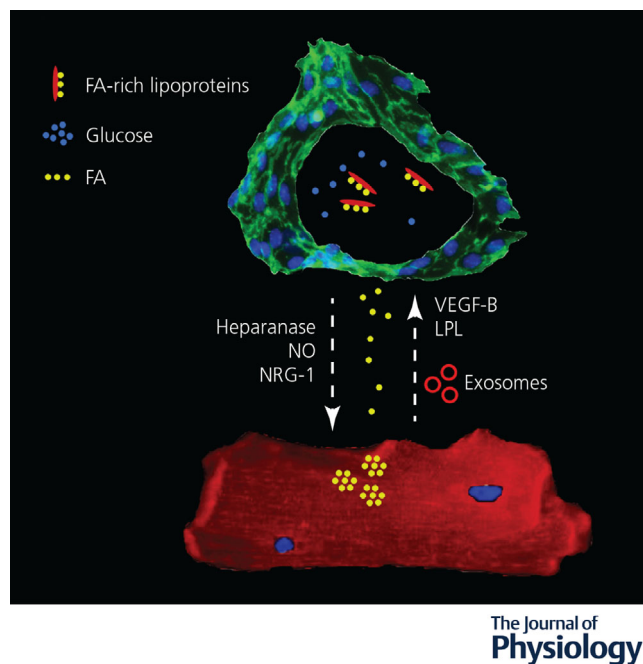 FA-rich lipoproteins
Glucose
FA
Heparanase
NO
NRG-1
VEGF-B
LPL
Exosomes
The Journal of
Physiology